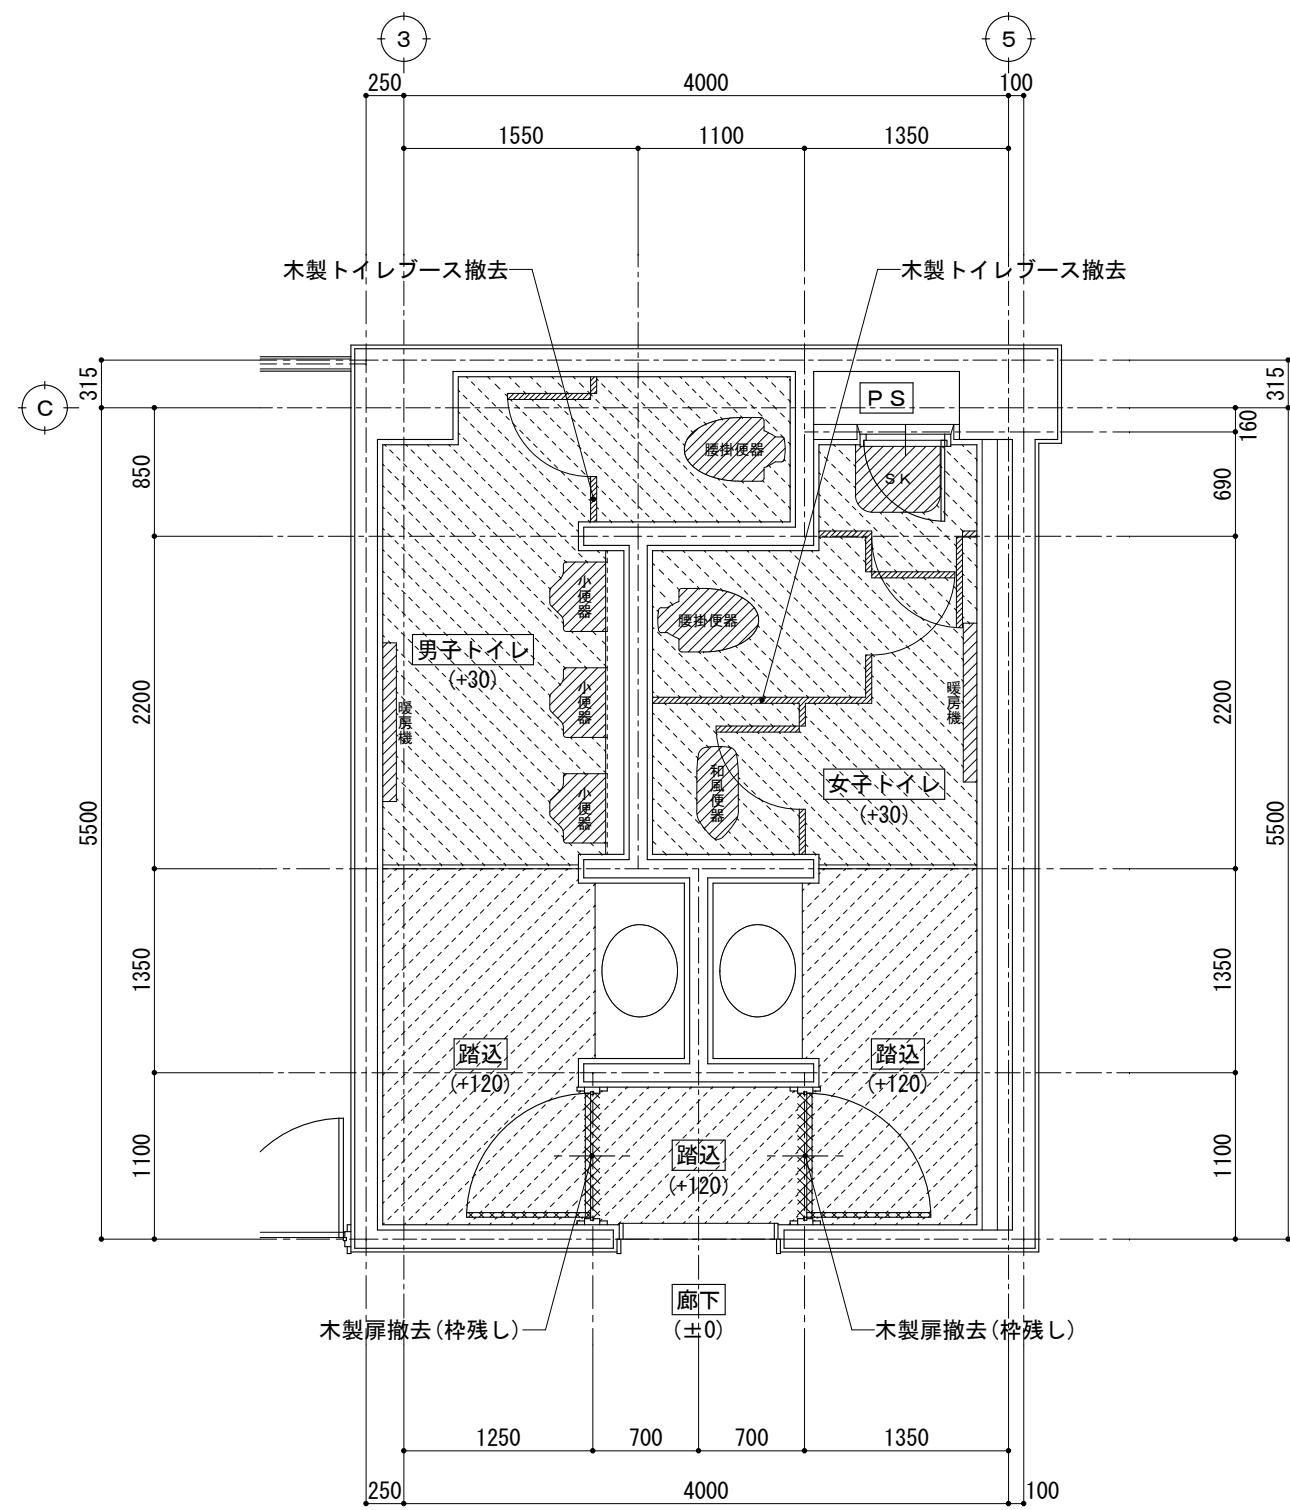 3
5
250
4000
100
1550
1100
1350
木製トイレブース撤去
木製トイレブース撤去
315
315
C
PS
160
腰掛便器
850
SK
690
小便器
腰掛便器
男子トイレ
(+30)
小便器
暖房機
暖房機
2200
2200
和風便器
女子トイレ
(+30)
小便器
5500
5500
1350
1350
踏込
(+120)
踏込
(+120)
1100
踏込
(+120)
1100
廊下
(±0)
木製扉撤去(枠残し)
木製扉撤去(枠残し)
1250
700
700
1350
250
4000
100